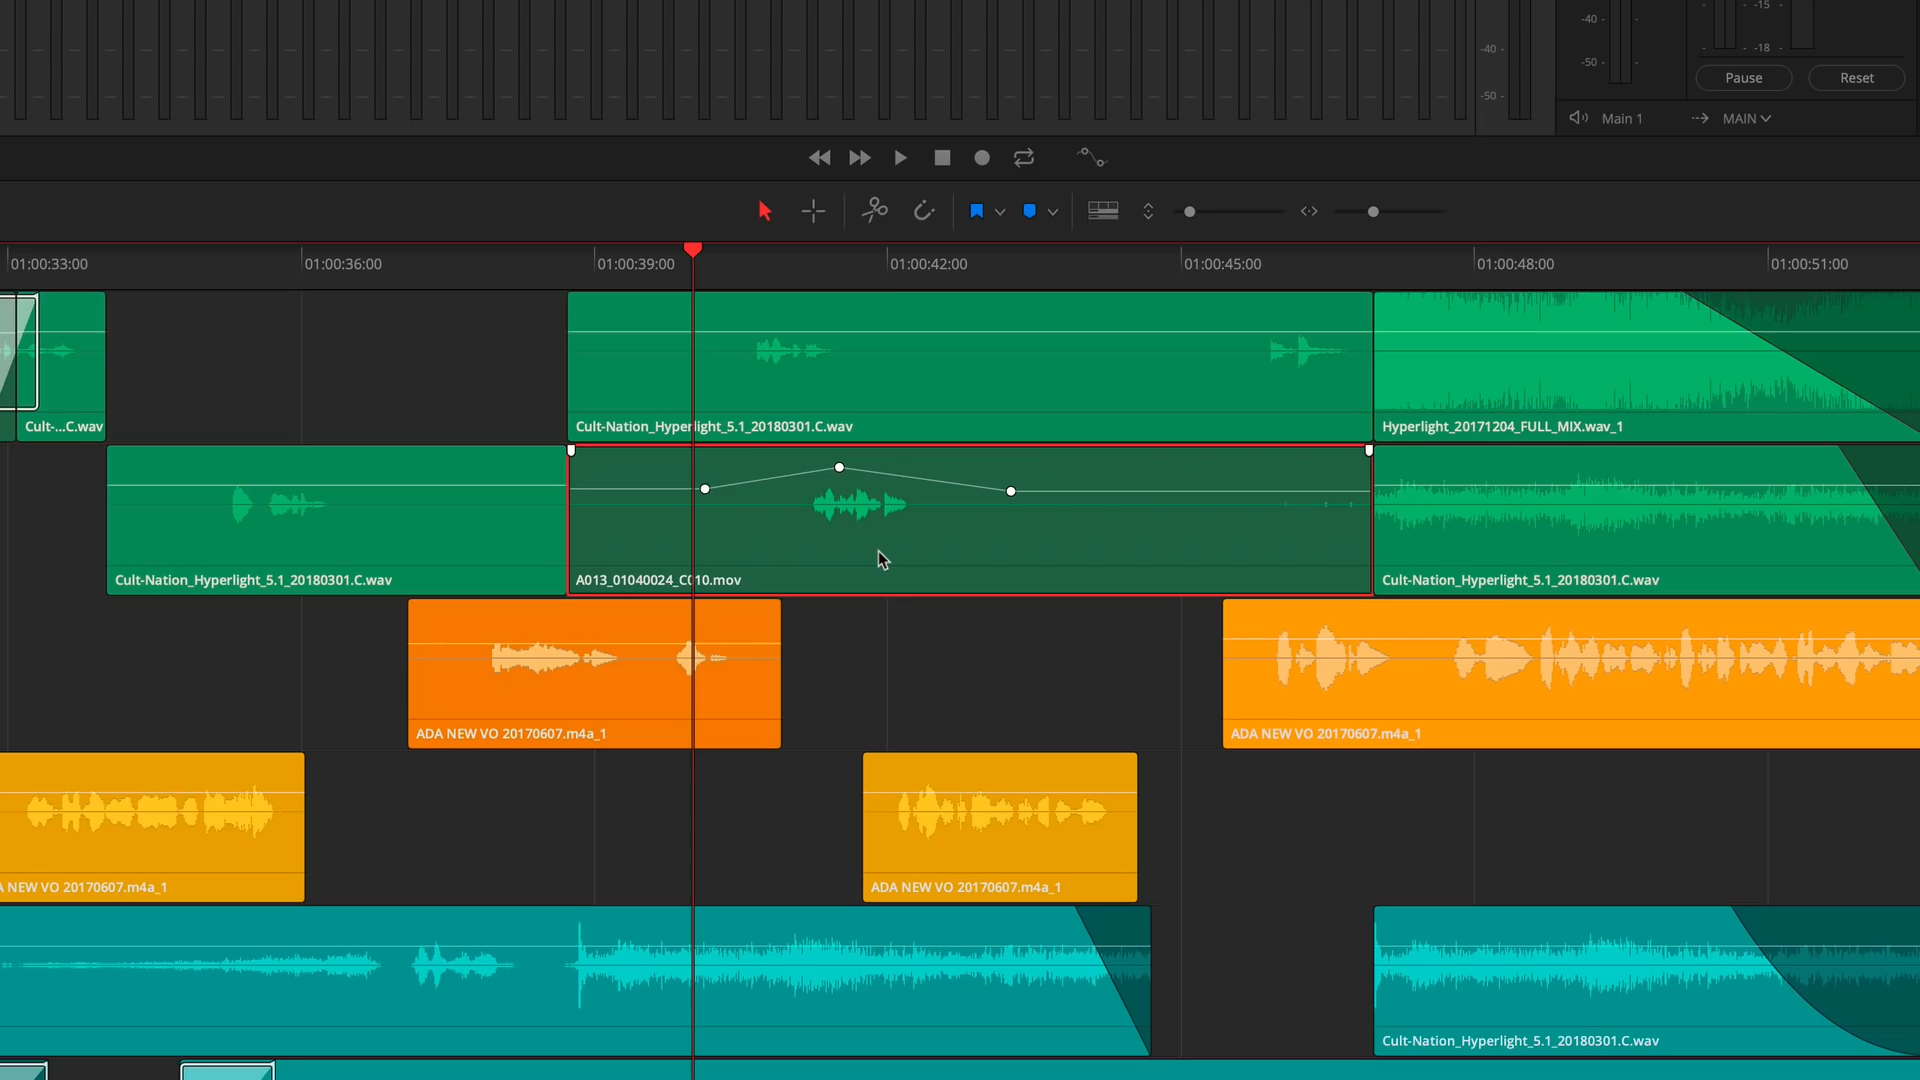 -15
-40
-18
-40
-50
-50
Pause
Reset
Main 1
MAIN
01:00:33:00
01:00:36:00
01:00:39:00
01:00:42:00
01:00:45:00
01:00:48:00
01:00:51:00
Cult-...C.wav
Cult-Nation_Hyperlight_5.1_20180301.C.wav
Hyperlight_20171204_FULL_MIX.wav_1
Cult-Nation_Hyperlight_5.1_20180301.C.wav
A013_01040024_C010.mov
Cult-Nation_Hyperlight_5.1_20180301.C.wav
ADA NEW VO 20170607.m4a_1
ADA NEW VO 20170607.m4a_1
A NEW VO 20170607.m4a_1
ADA NEW VO 20170607.m4a_1
Cult-Nation_Hyperlight_5.1_20180301.C.wav